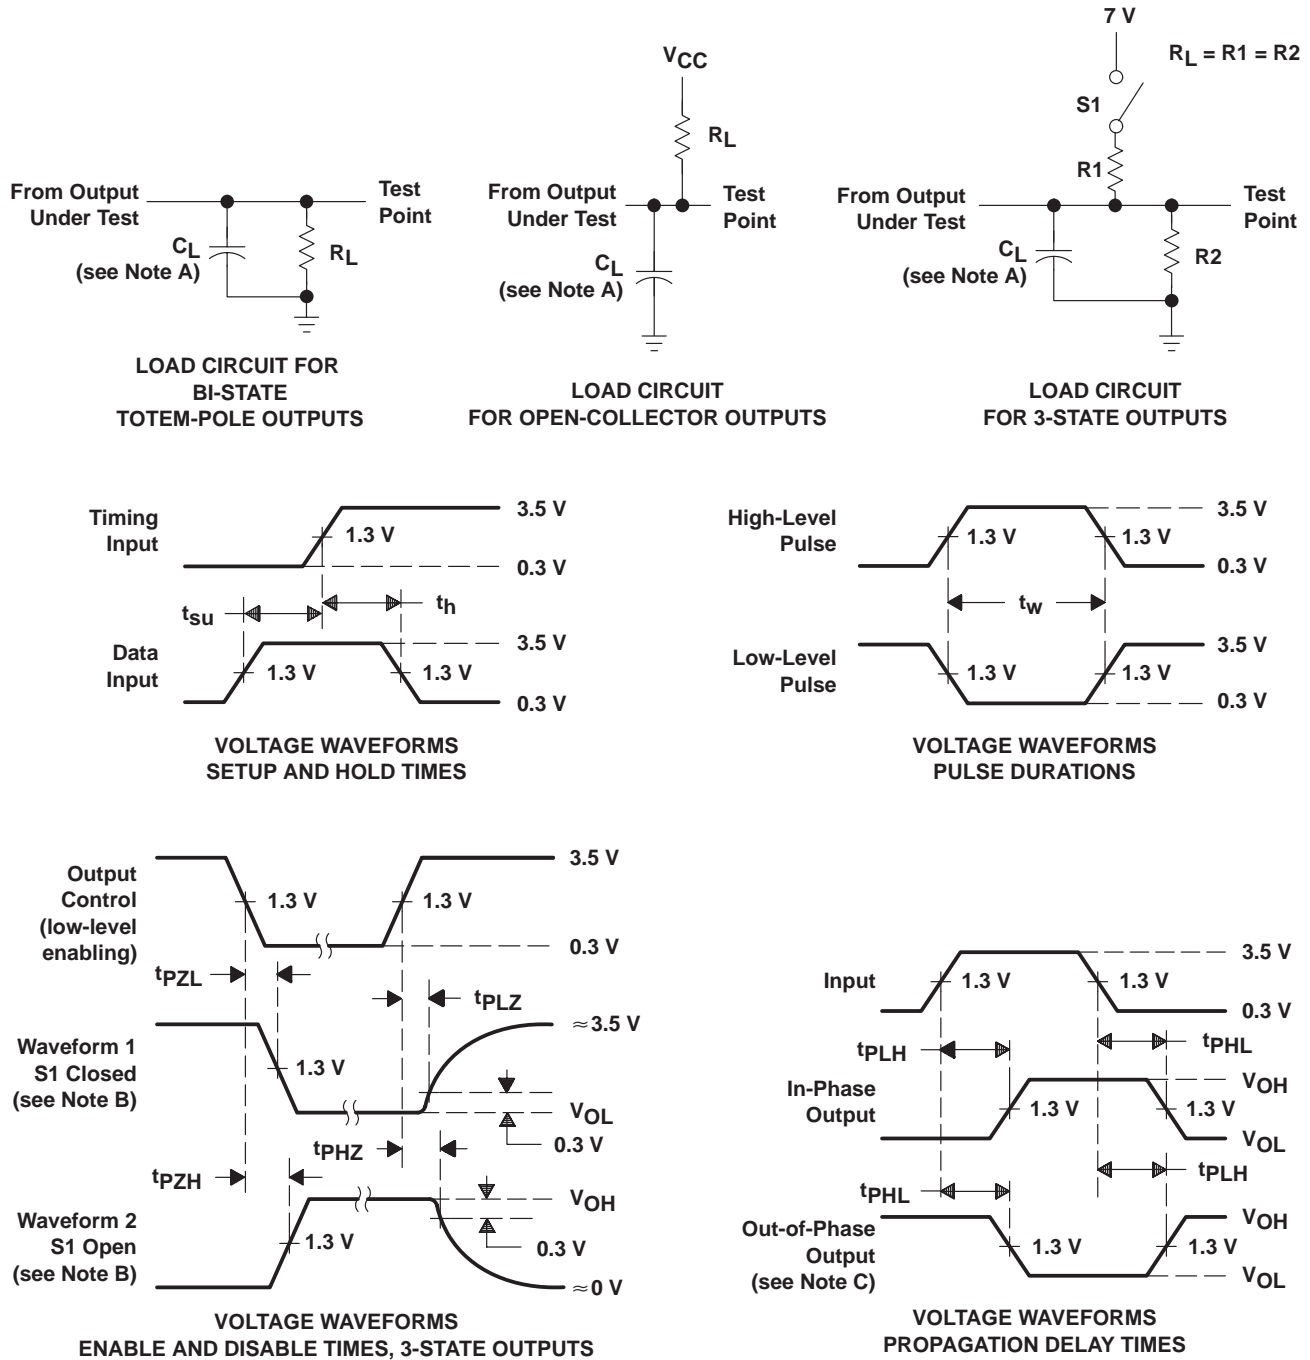 7 V
RL = R1 = R2
S1
R1
From Output
Under Test
Test
Point
CL
(see Note A)
R2
LOAD CIRCUIT
FOR 3-STATE OUTPUTS
VCC
RL
From Output
Under Test
Test
Point
CL
(see Note A)
LOAD CIRCUIT
FOR OPEN-COLLECTOR OUTPUTS
From Output
Under Test
Test
Point
CL
(see Note A)
RL
LOAD CIRCUIT FOR
BI-STATE
TOTEM-POLE OUTPUTS
Timing
Input
1.3 V
3.5 V
0.3 V
tsu
th
Data
Input
1.3 V
1.3 V
3.5 V
0.3 V
VOLTAGE WAVEFORMS
SETUP AND HOLD TIMES
High-Level
Pulse
1.3 V
1.3 V
3.5 V
0.3 V
tw
Low-Level
Pulse
1.3 V
1.3 V
3.5 V
0.3 V
VOLTAGE WAVEFORMS
PULSE DURATIONS
Output
Control
(low-level
enabling)
1.3 V
1.3 V
3.5 V
0.3 V
tPZL
tPLZ
Waveform 1
S1 Closed
(see Note B)
1.3 V
≈3.5 V
VOL
0.3 V
tPHZ
tPZH
Waveform 2
S1 Open
(see Note B)
1.3 V
VOH
0.3 V
≈0 V
VOLTAGE WAVEFORMS
ENABLE AND DISABLE TIMES, 3-STATE OUTPUTS
Input
1.3 V
1.3 V
3.5 V
0.3 V
tPLH
tPHL
In-Phase
Output
1.3 V
1.3 V
VOH
VOL
tPHL
tPLH
Out-of-Phase
Output
(see Note C)
1.3 V
1.3 V
VOH
VOL
VOLTAGE WAVEFORMS
PROPAGATION DELAY TIMES